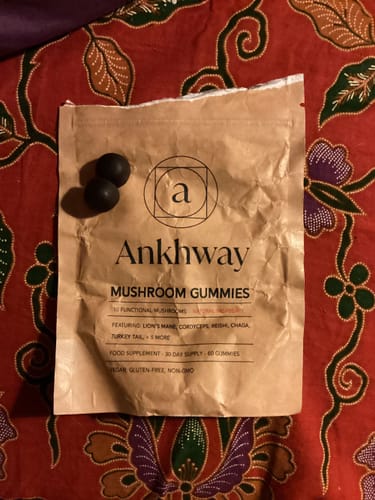 a
Ankhway
MUSHROOM GUMMIES
10 FUNCTIONAL MUSHROOMS · NATURAL RASPBERRY
FEATURING: LION'S MANE, CORDYCEPS, REISHI, CHAGA,
TURKEY TAIL, + 5 MORE
FOOD SUPPLEMENT · 30-DAY SUPPLY · 60 GUMMIES
VEGAN, GLUTEN-FREE, NON-GMO